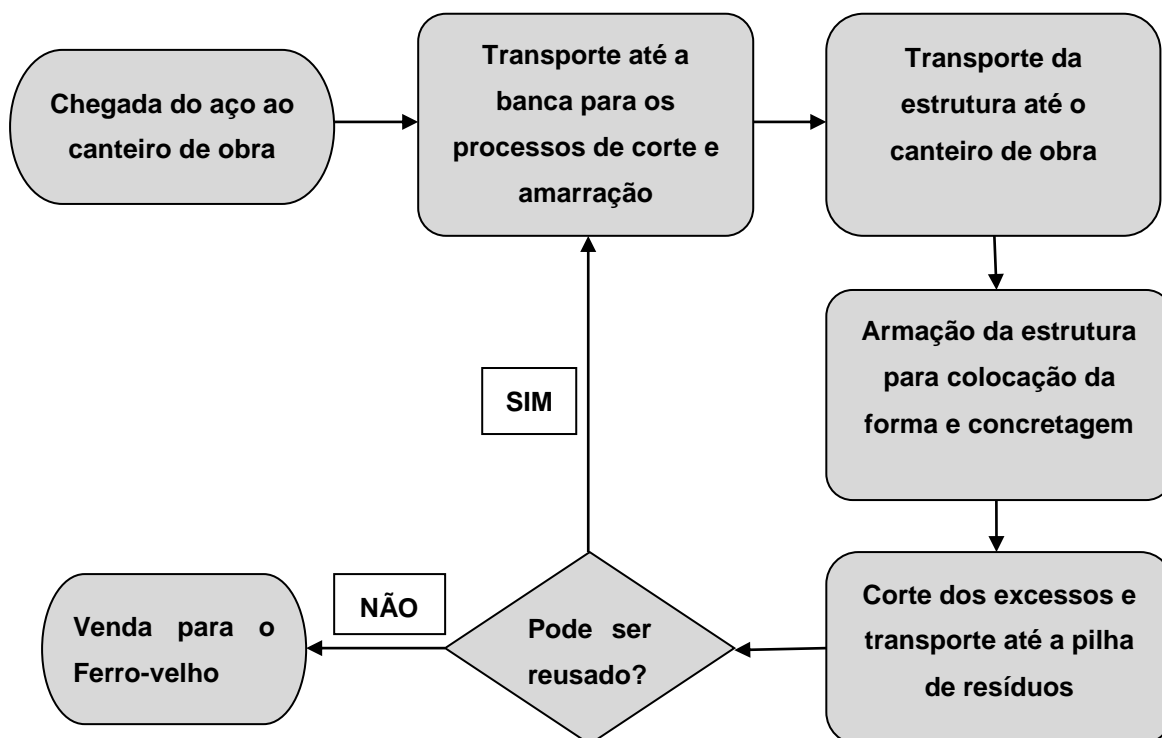 Chegada do aço ao
canteiro de obra
Transporte até a
banca para os
processos de corte e
amarração
Transporte da
estrutura até o
canteiro de obra
Armação da estrutura
para colocação da
forma e concretagem
SIM
NÃO
Venda para o
Ferro-velho
Pode ser
reusado?
Corte dos excessos e
transporte até a pilha
de resíduos